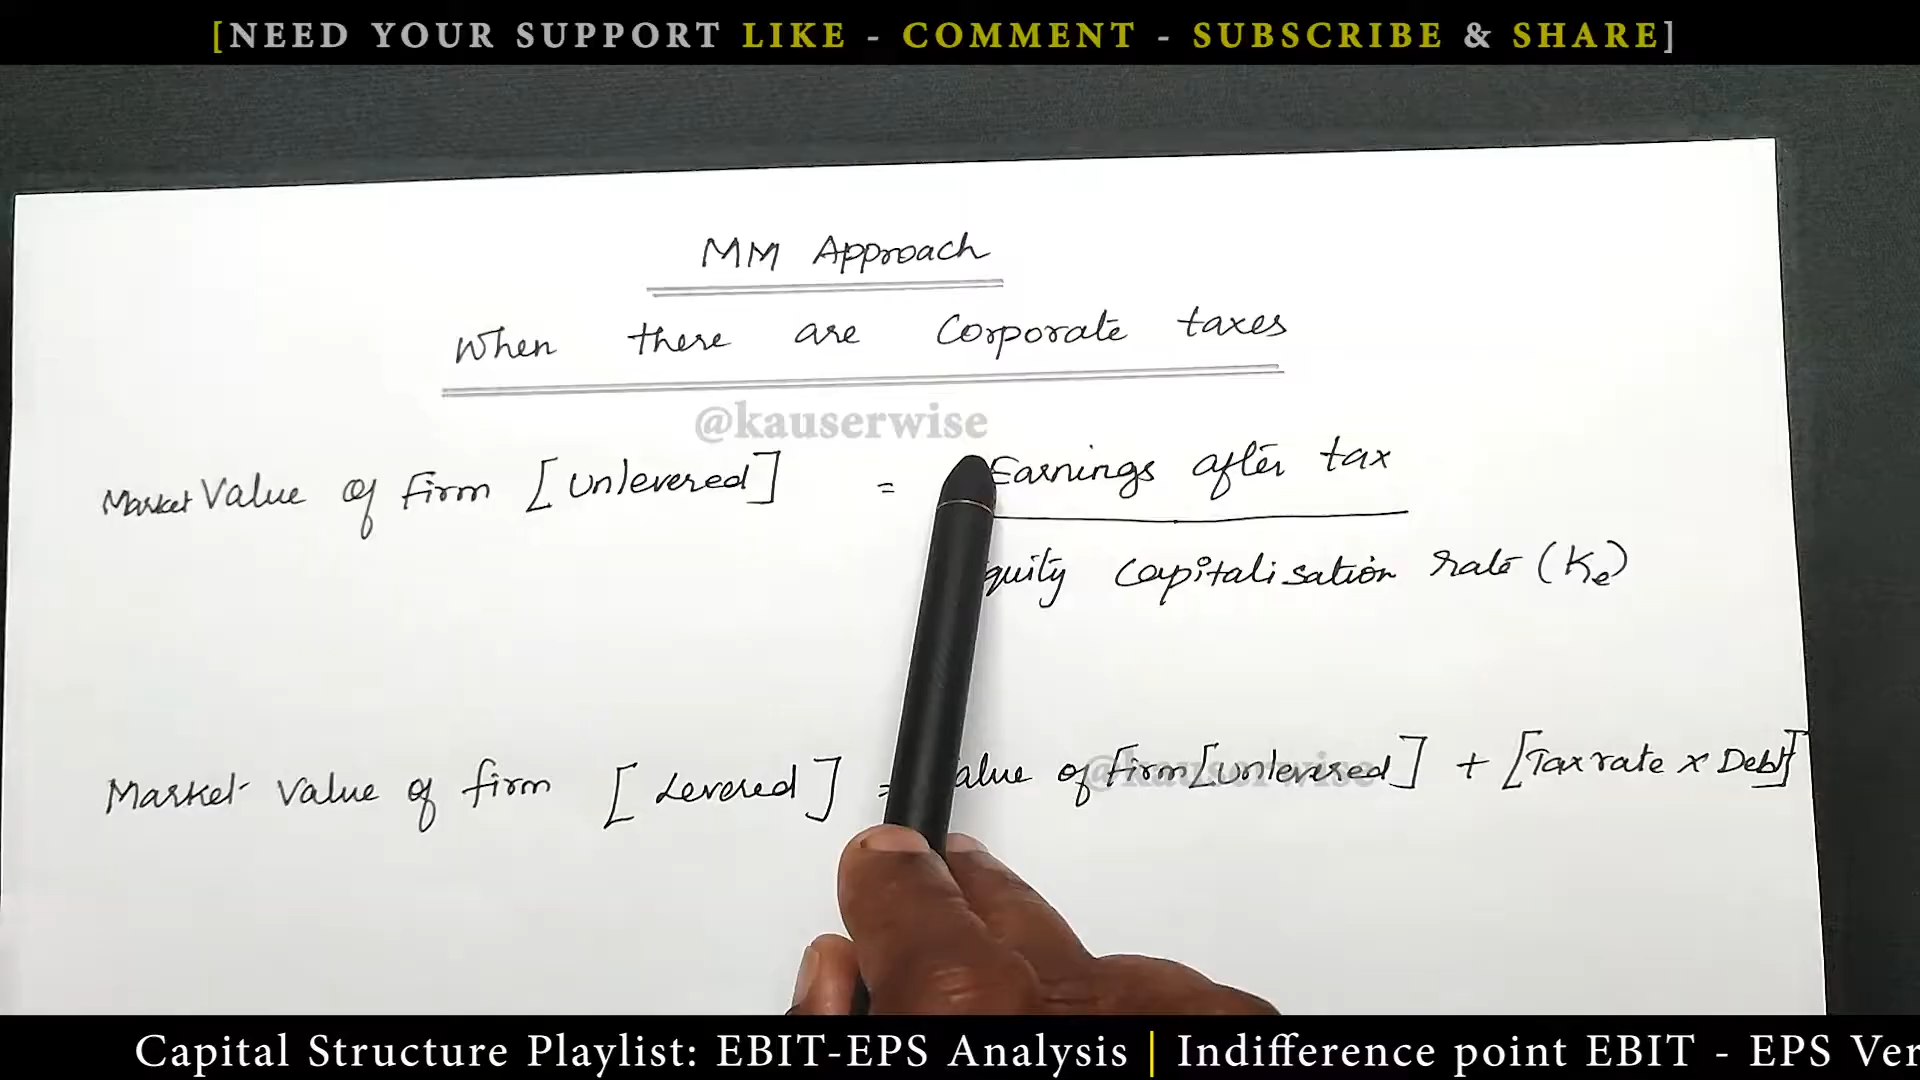 [NEED YOUR SUPPORT LIKE - COMMENT - SUBSCRIBE & SHARE]
MM Approach
When there are Corporate taxes
@kauserwise
Market Value of firm [Unlevered] = Earnings after tax
quity Capitalisation rate (Ke)
Market Value of firm [Levered] = alue of firm [Unlevered] + [Tax rate x Debt]
@kauserwise
Capital Structure Playlist: EBIT-EPS Analysis | Indifference point EBIT - EPS Ver